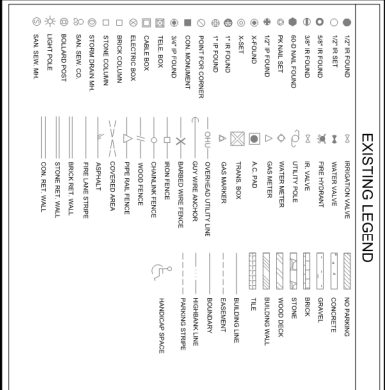 EXISTING LEGEND
1/2" IR FOUND
1/2" IR SET
5/8" IR FOUND
3/8" IR FOUND
60-D NAIL FOUND
PK NAIL SET
1/2" IP FOUND
X-FOUND
X-SET
1" IR FOUND
1" IP FOUND
POINT FOR CORNER
CON. MONUMENT
3/4" IP FOUND
TELE. BOX
CABLE BOX
ELECTRIC BOX
BRICK COLUMN
STONE COLUMN
STORM DRAIN MH.
SAN. SEW. CO.
BOLLARD POST
LIGHT POLE
SAN. SEW. MH.
IRRIGATION VALVE
WATER VALVE
FIRE HYDRANT
IR. VALVE
UTILITY POLE
WATER METER
GAS METER
A.C. PAD
TRANS. BOX
GAS MARKER
OHU OVERHEAD UTILITY LINE
GUY WIRE ANCHOR
BARBED WIRE FENCE
IRON FENCE
CHAINLINK FENCE
WOOD FENCE
PIPE RAIL FENCE
COVERED AREA
ASPHALT
FIRE LANE STRIPE
BRICK RET. WALL
STONE RET. WALL
CON. RET. WALL
NO PARKING
CONCRETE
GRAVEL
BRICK
STONE
WOOD DECK
BUILDING WALL
TILE
BUILDING LINE
EASEMENT
BOUNDARY
HIGHBANK LINE
PARKING STRIPE
HANDICAP SPACE